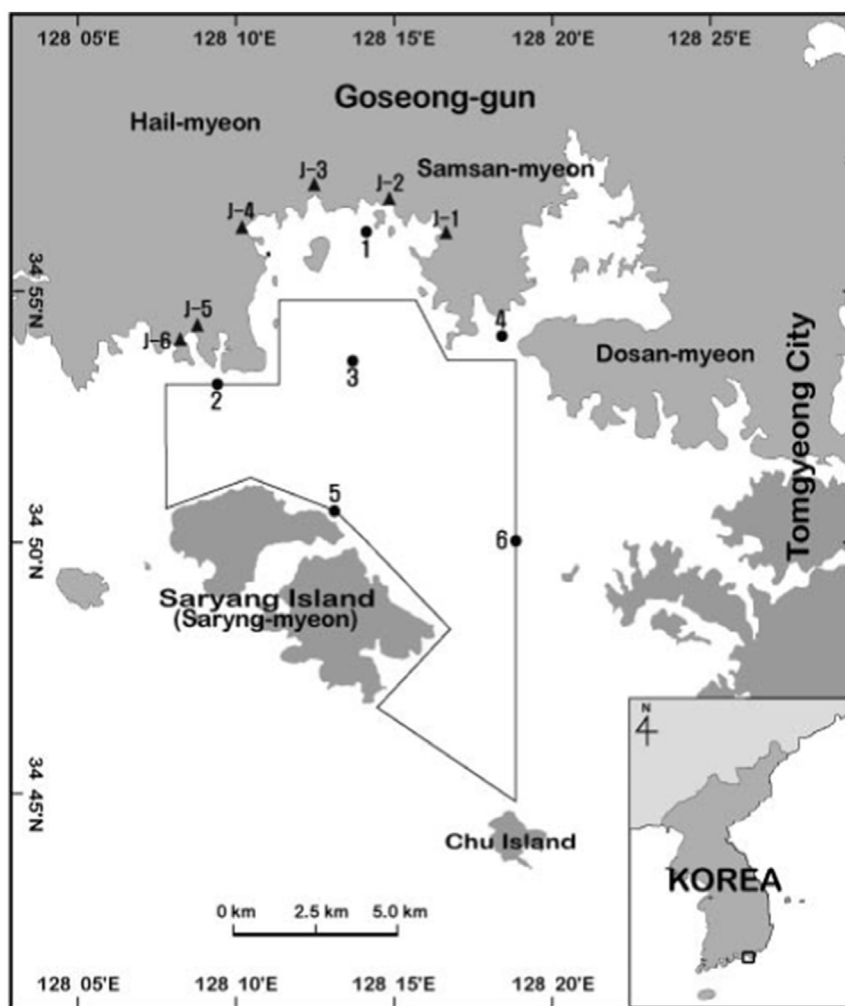 128 05'E 128 10'E 128 15'E 128 20'E 128 25'E
Goseong-gun
Hail-myeon
Samsan-myeon
J-3
J-2
J-4
J-1
1
34 55'N
J-5
J-6
4
Dosan-myeon
3
2
Tomgyeong City
5
6
34 50'N
Saryang Island
(Saryng-myeon)
N
34 45'N
Chu Island
KOREA
0 km 2.5 km 5.0 km
128 05'E 128 10'E 128 15'E 128 20'E